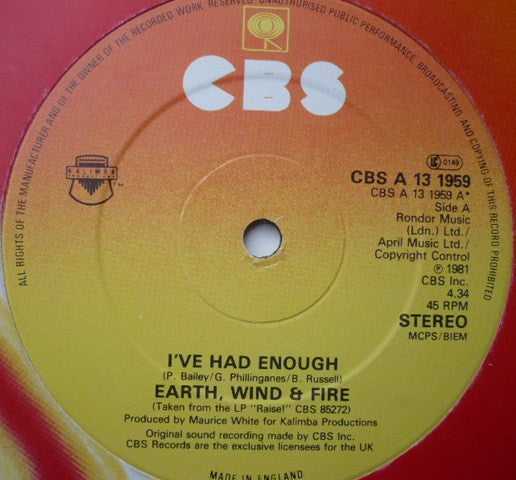 ALL RIGHTS OF THE MANUFACTURER AND OF THE OWNER OF THE RECORDED WORK RESERVED UNAUTHORISED PUBLIC PERFORMANCE, BROADCASTING AND COPYING OF THIS RECORD PROHIBITED
CBS
KALIMBA
PRODUCTIONS
TM
LC 0149
CBS A 13 1959
CBS A 13 1959 A*
Side A
Rondor Music
(Ldn.) Ltd./
April Music Ltd./
Copyright Control
℗ 1981
CBS Inc.
4.34
45 RPM
STEREO
MCPS/BIEM
I'VE HAD ENOUGH
(P. Bailey/G. Phillinganes/B. Russell)
EARTH, WIND & FIRE
(Taken from the LP "Raise!" CBS 85272)
Produced by Maurice White for Kalimba Productions
Original sound recording made by CBS Inc.
CBS Records are the exclusive licensees for the UK
MADE IN ENGLAND